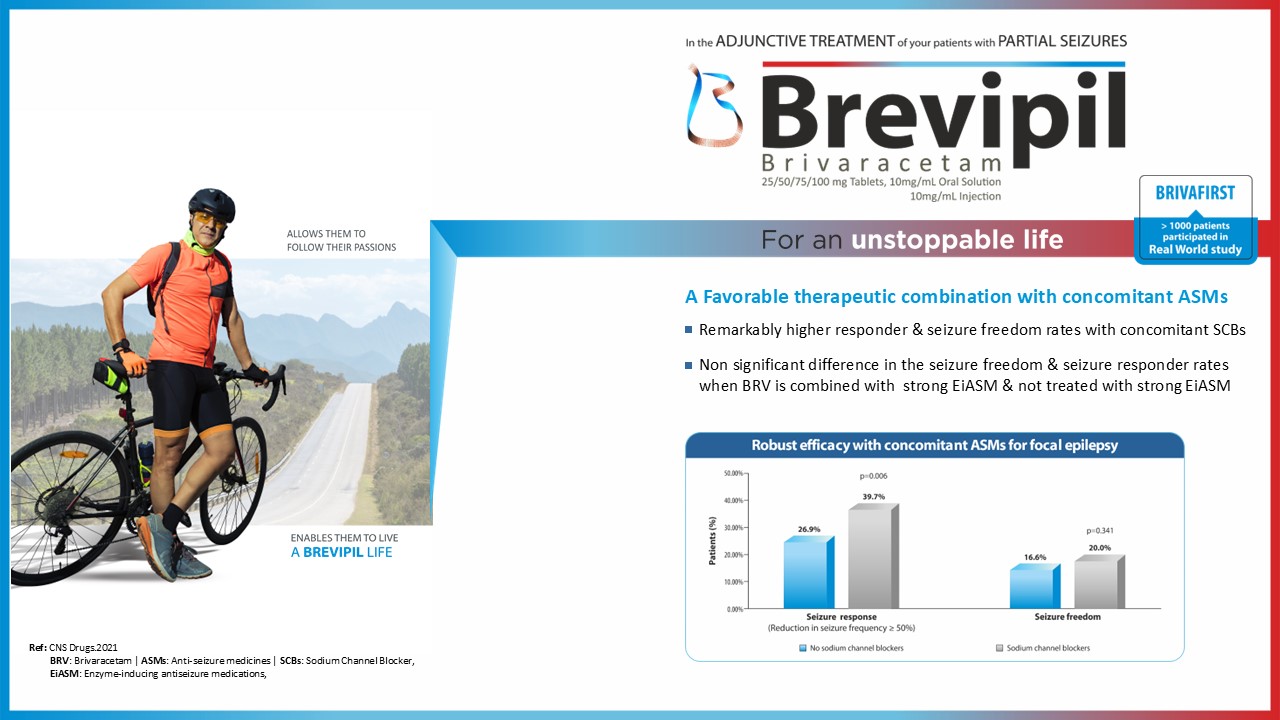 In the ADJUNCTIVE TREATMENT of your patients with PARTIAL SEIZURES
Brevipil
Brivaracetam
25/50/75/100 mg Tablets, 10mg/mL Oral Solution
10mg/mL Injection
BRIVAFIRST
> 1000 patients
participated in
Real World study
For an unstoppable life
ALLOWS THEM TO
FOLLOW THEIR PASSIONS
ENABLES THEM TO LIVE
A BREVIPIL LIFE
A Favorable therapeutic combination with concomitant ASMs
Remarkably higher responder & seizure freedom rates with concomitant SCBs
Non significant difference in the seizure freedom & seizure responder rates
when BRV is combined with strong EiASM & not treated with strong EiASM
Robust efficacy with concomitant ASMs for focal epilepsy
Patients (%)
50.00%
40.00%
30.00%
20.00%
10.00%
0.00%
p=0.006
26.9%
39.7%
p=0.341
16.6%
20.0%
Seizure response
(Reduction in seizure frequency ≥ 50%)
Seizure freedom
No sodium channel blockers
Sodium channel blockers
Ref: CNS Drugs.2021
BRV: Brivaracetam | ASMs: Anti-seizure medicines | SCBs: Sodium Channel Blocker,
EiASM: Enzyme-inducing antiseizure medications,